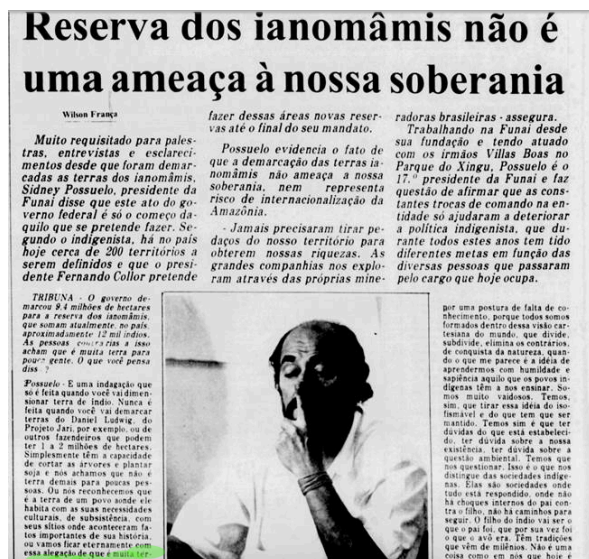 Reserva dos ianomâmis não é
uma ameaça à nossa soberania
Wilson França
Muito requisitado para pales-
tras, entrevistas e esclareci-
mentos desde que foram demar-
cadas as terras dos ianomâmis,
Sidney Possuelo, presidente da
Funai disse que este ato do go-
verno federal é só o começo da-
quilo que se pretende fazer. Se-
gundo o indigenista, há no país
hoje cerca de 200 territórios a
serem definidos e que o presi-
dente Fernando Collor pretende
fazer dessas áreas novas reser-
vas até o final do seu mandato.
Possuelo evidencia o fato de
que a demarcação das terras ia-
nomâmis não ameaça a nossa
soberania, nem representa
risco de internacionalização da
Amazônia.
- Jamais precisaram tirar pe-
daços do nosso território para
obterem nossas riquezas. As
grandes companhias nos explo-
ram através das próprias mine-
radoras brasileiras - assegura.
Trabalhando na Funai desde
sua fundação e tendo atuado
com os irmãos Villas Boas no
Parque do Xingu, Possuelo é o
17.º presidente da Funai e faz
questão de afirmar que as cons-
tantes trocas de comando na en-
tidade só ajudaram a deteriorar
a política indigenista, que du-
rante todos estes anos tem tido
diferentes metas em função das
diversas pessoas que passaram
pelo cargo que hoje ocupa.
TRIBUNA - O governo de-
marcou 9,4 milhões de hectares
para a reserva dos ianomâmis,
que somam atualmente, no país,
aproximadamente 12 mil índios.
As pessoas a isso
acham que é muita terra para
gente. O que você pensa
Possuelo - E uma indagação que
só é feita quando você vai dimen-
sionar terra de índio. Nunca é
feita quando você vai demarcar
terras do Daniel Ludwig, do
Projeto Jari, por exemplo, ou de
outros fazendeiros que podem
ter 1 a 2 milhões de hectares.
Simplesmente têm a capacidade
de cortar as árvores e plantar
soja e nós achamos que não é
terra demais para poucas pes-
soas. Ou nós reconhecemos que
é a terra de um povo aonde ele
habita com as suas necessidades
culturais, de subsistência, com
seus sítios onde aconteceram fa-
tos importantes de sua história,
ou vamos ficar eternamente com
essa alegação de que é muita ter-
por uma postura de falta de co-
nhecimento, porque todos somos
formados dentro dessa visão car-
tesiana do mundo, que divide,
subdivide, elimina os contrários,
de conquista da natureza, quan-
do o que me parece é a idéia de
aprendermos com humildade e
sapiência aquilo que os povos in-
dígenas têm a nos ensinar. So-
mos muito vaidosos. Temos,
sim, que tirar essa idéia do iso-
fismável e do que tem que ser
mantido. Temos sim é que ter
dúvidas do que está estabeleci-
do, ter dúvida sobre a nossa
existência, ter dúvida sobre a
questão ambiental. Temos que
nos questionar. Isso é o que nos
distingue das sociedades indíge-
nas. Elas são sociedades onde
tudo está respondido, onde não
há choques internos do pai con-
tra o filho, não há caminhos para
seguir. O filho do índio vai ser o
que o pai foi, que por sua vez foi
o que o avô era. Têm tradições
que vêm de milênios. Não é uma
coisa como em nós que hoje é